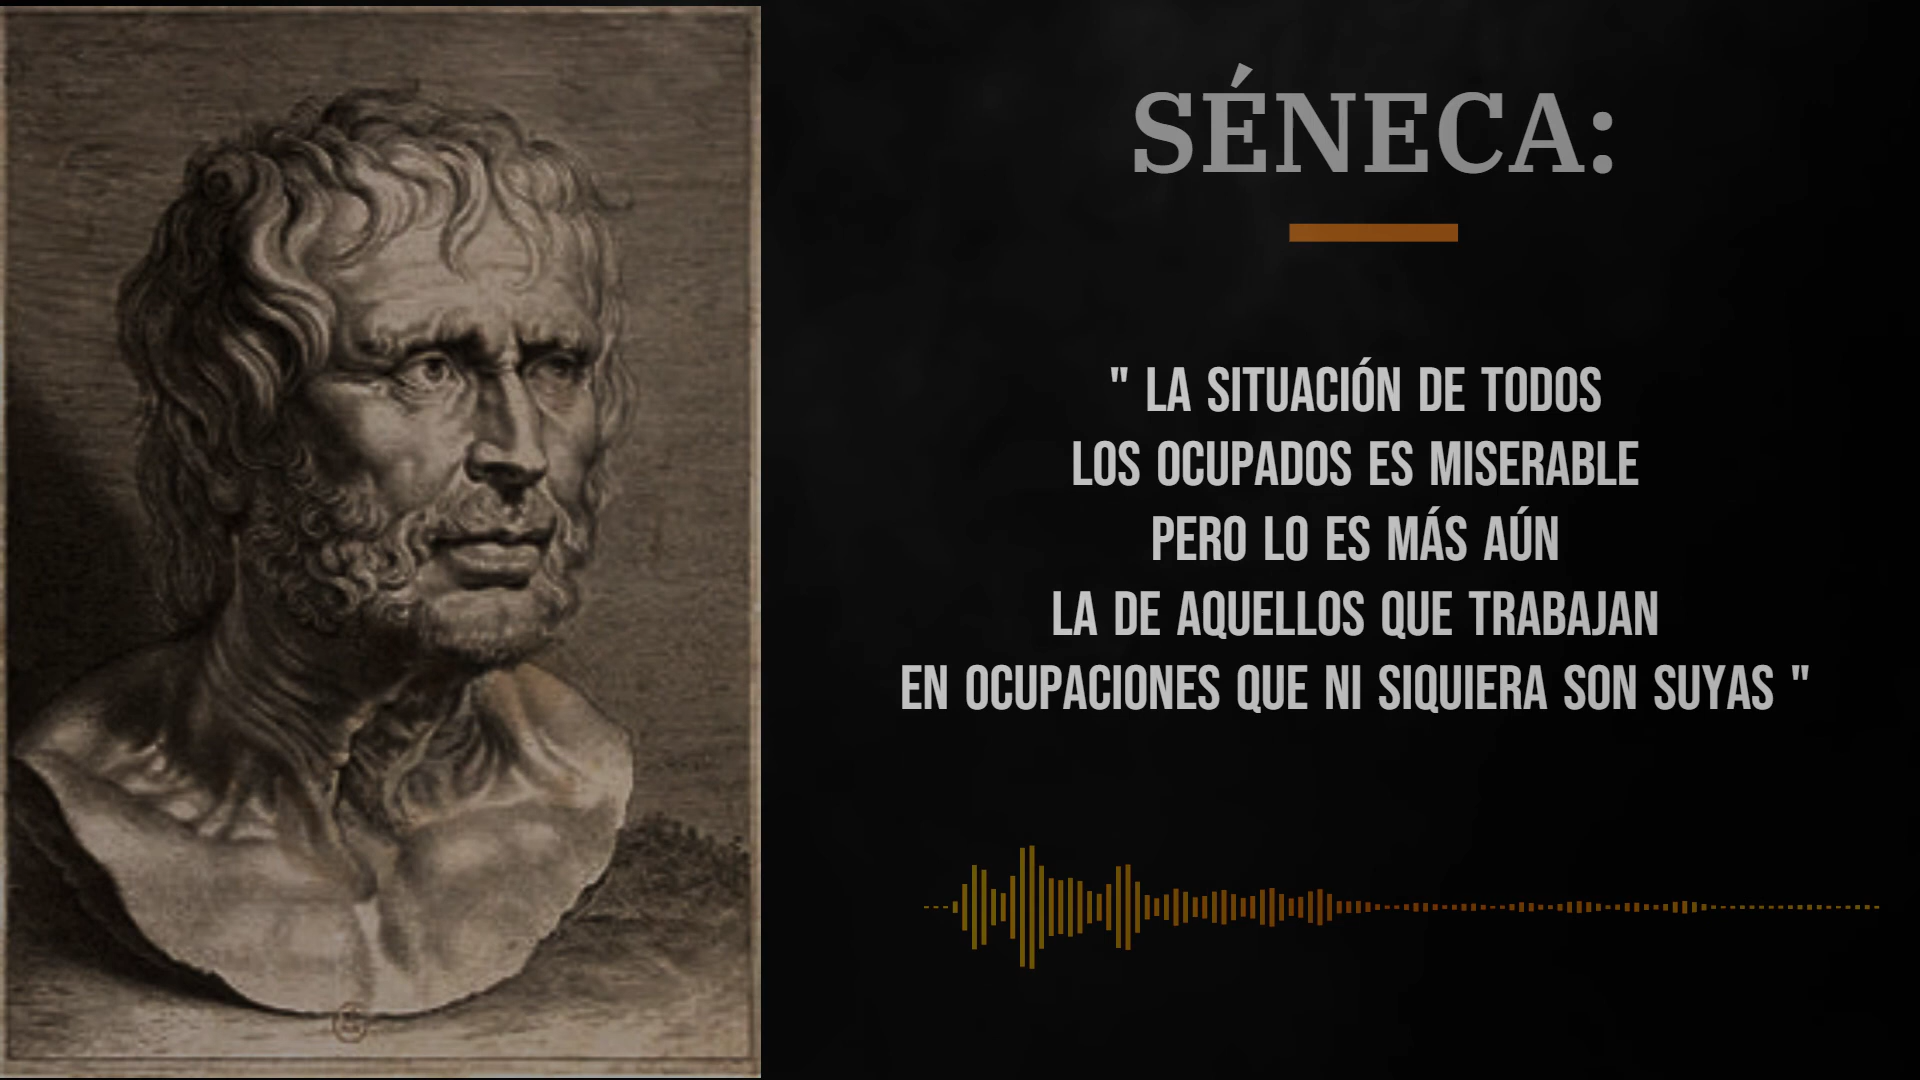 SÉNECA:
" LA SITUACIÓN DE TODOS
LOS OCUPADOS ES MISERABLE
PERO LO ES MÁS AÚN
LA DE AQUELLOS QUE TRABAJAN
EN OCUPACIONES QUE NI SIQUIERA SON SUYAS "